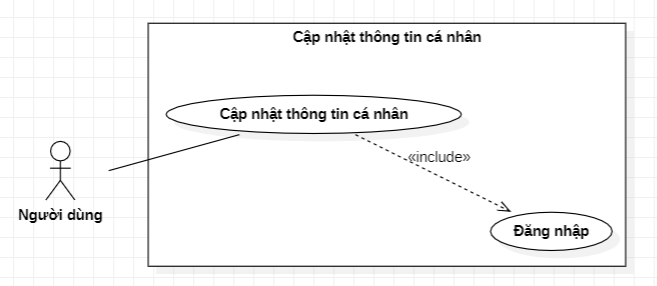 Cập nhật thông tin cá nhân
Cập nhật thông tin cá nhân
«include»
Người dùng
Đăng nhập